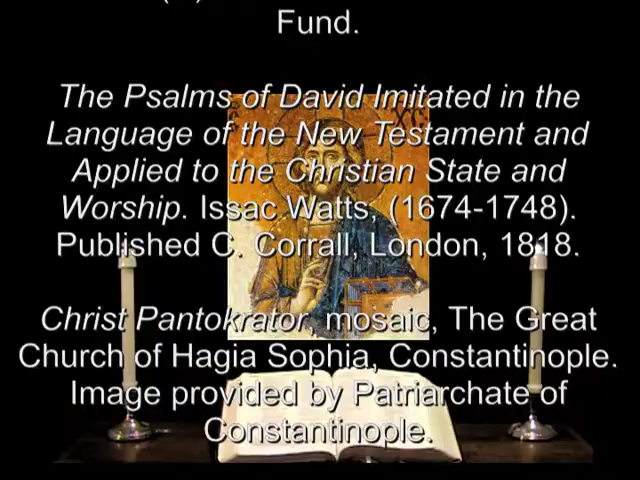 Fund.
The Psalms of David Imitated in the
Language of the New Testament and
Applied to the Christian State and
Worship. Issac Watts, (1674-1748).
Published C. Corrall, London, 1818.
Christ Pantokrator, mosaic, The Great
Church of Hagia Sophia, Constantinople.
Image provided by Patriarchate of
Constantinople.